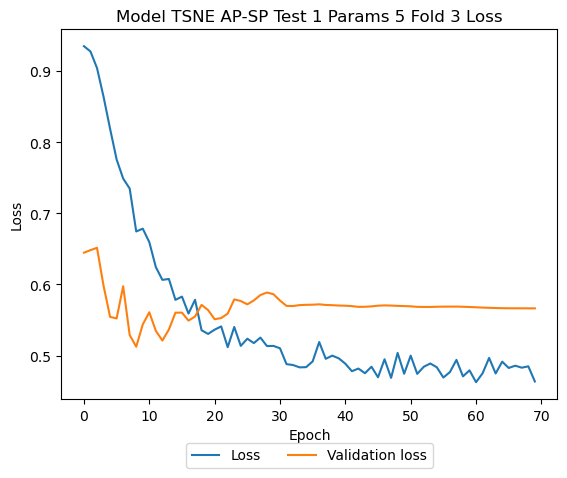 Model TSNE AP-SP Test 1 Params 5 Fold 3 Loss
Loss
0.9
0.8
0.7
0.6
0.5
0 10 20 30 40 50 60 70
Epoch
Loss Validation loss